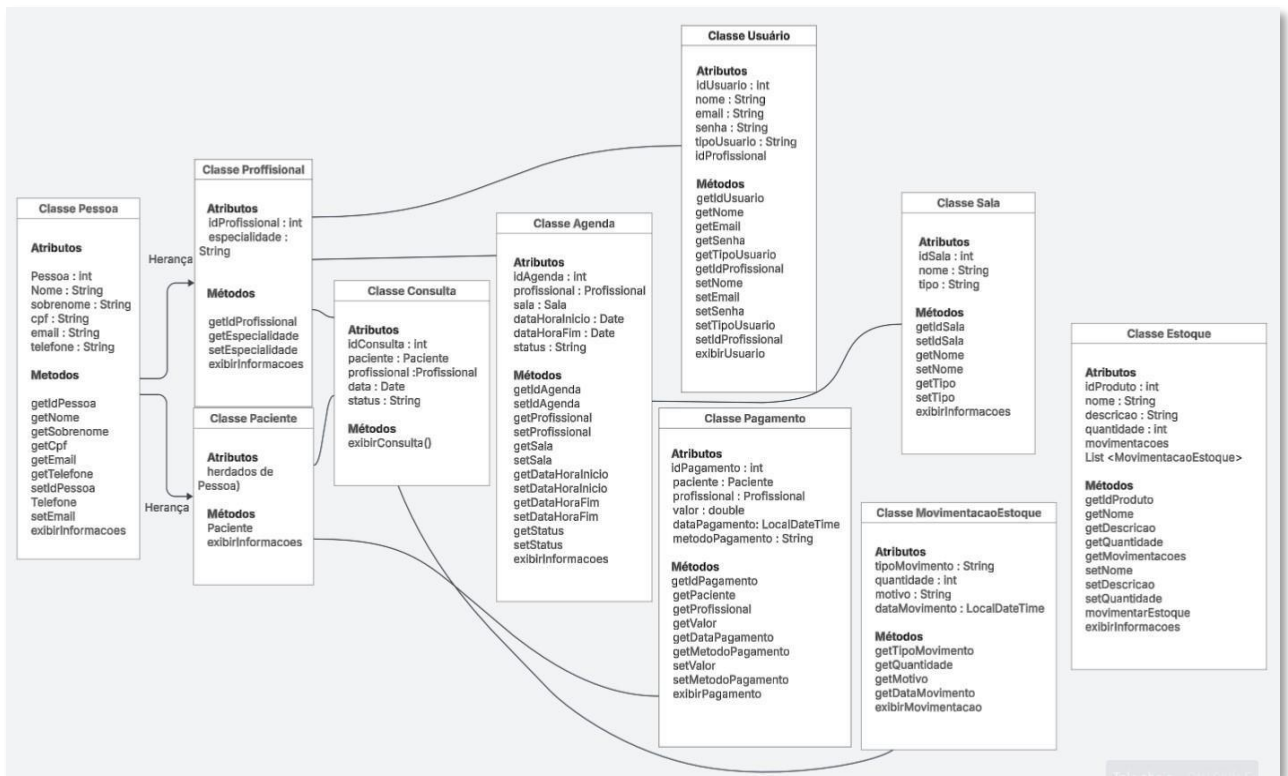 Classe Pessoa
Atributos
Pessoa : int
Nome : String
sobrenome : String
cpf : String
email : String
telefone : String
Metodos
getIdPessoa
getNome
getSobrenome
getCpf
getEmail
getTelefone
setIdPessoa
Telefone
setEmail
exibirInformacoes
Herança
Herança
Classe Proffisional
Atributos
idProfissional : int
especialidade :
String
Métodos
getIdProfissional
getEspecialidade
setEspecialidade
exibirInformacoes
Classe Paciente
Atributos
herdados de
Pessoa)
Métodos
Paciente
exibirInformacoes
Classe Consulta
Atributos
idConsulta : int
paciente : Paciente
profissional :Profissional
data : Date
status : String
Métodos
exibirConsulta()
Classe Agenda
Atributos
idAgenda : int
profissional : Profissional
sala : Sala
dataHoraInicio : Date
dataHoraFim : Date
status : String
Métodos
getIdAgenda
setIdAgenda
getProfissional
setProfissional
getSala
setSala
getDataHoraInicio
setDataHoraInicio
getDataHoraFim
setDataHoraFim
getStatus
setStatus
exibirInformacoes
Classe Usuário
Atributos
idUsuario : int
nome : String
email : String
senha : String
tipoUsuario : String
idProfissional
Métodos
getIdUsuario
getNome
getEmail
getSenha
getTipoUsuario
getIdProfissional
setNome
setEmail
setSenha
setTipoUsuario
setIdProfissional
exibirUsuario
Classe Pagamento
Atributos
idPagamento : int
paciente : Paciente
profissional : Profissional
valor : double
dataPagamento: LocalDateTime
metodoPagamento : String
Métodos
getIdPagamento
getPaciente
getProfissional
getValor
getDataPagamento
getMetodoPagamento
setValor
setMetodoPagamento
exibirPagamento
Classe Sala
Atributos
idSala : int
nome : String
tipo : String
Métodos
getIdSala
setIdSala
getNome
setNome
getTipo
setTipo
exibirInformacoes
Classe MovimentacaoEstoque
Atributos
tipoMovimento : String
quantidade : int
motivo : String
dataMovimento : LocalDateTime
Métodos
getTipoMovimento
getQuantidade
getMotivo
getDataMovimento
exibirMovimentacao
Classe Estoque
Atributos
idProduto : int
nome : String
descricao : String
quantidade : int
movimentacoes
List <MovimentacaoEstoque>
Métodos
getIdProduto
getNome
getDescricao
getQuantidade
getMovimentacoes
setNome
setDescricao
setQuantidade
movimentarEstoque
exibirInformacoes